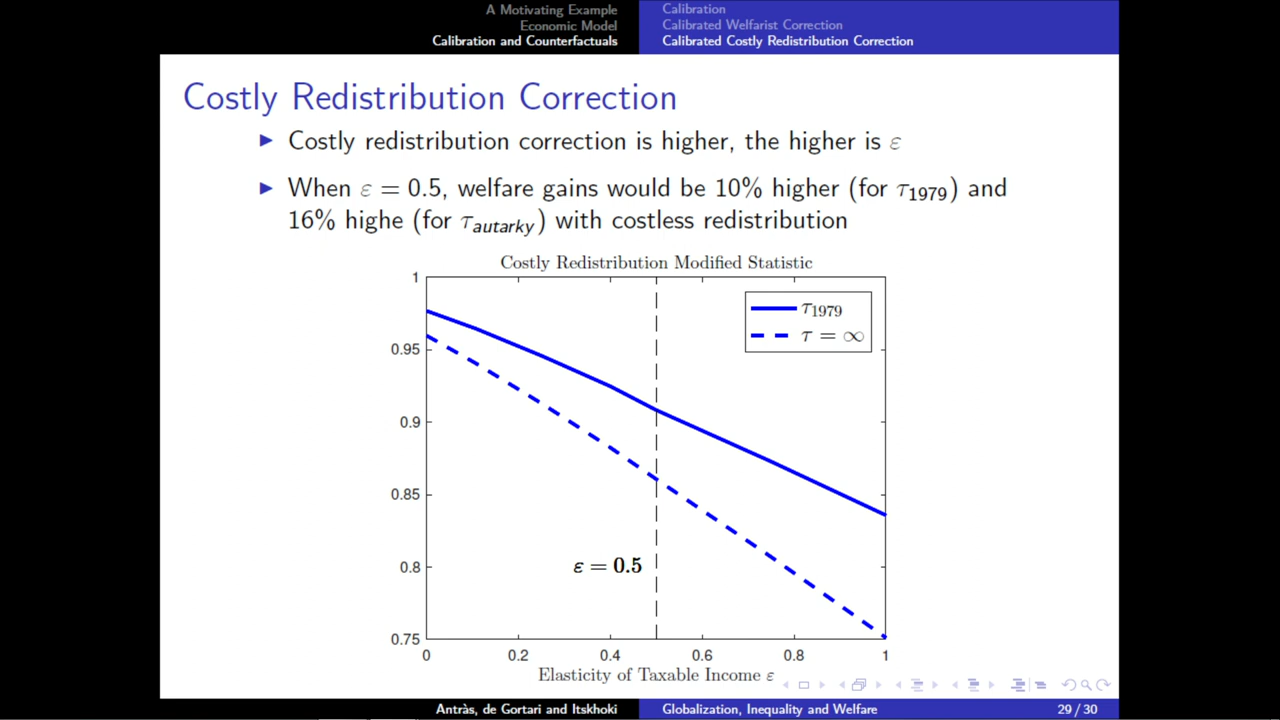 A Motivating Example
Economic Model
Calibration and Counterfactuals
Calibration
Calibrated Welfarist Correction
Calibrated Costly Redistribution Correction
Costly Redistribution Correction
Costly redistribution correction is higher, the higher is ε
When ε = 0.5, welfare gains would be 10% higher (for τ1979) and
16% highe (for τautarky) with costless redistribution
Costly Redistribution Modified Statistic
1
0.95
0.9
0.85
0.8
0.75
τ1979
τ = ∞
ε = 0.5
0 0.2 0.4 0.6 0.8 1
Elasticity of Taxable Income ε
Antràs, de Gortari and Itskhoki
Globalization, Inequality and Welfare
29 / 30